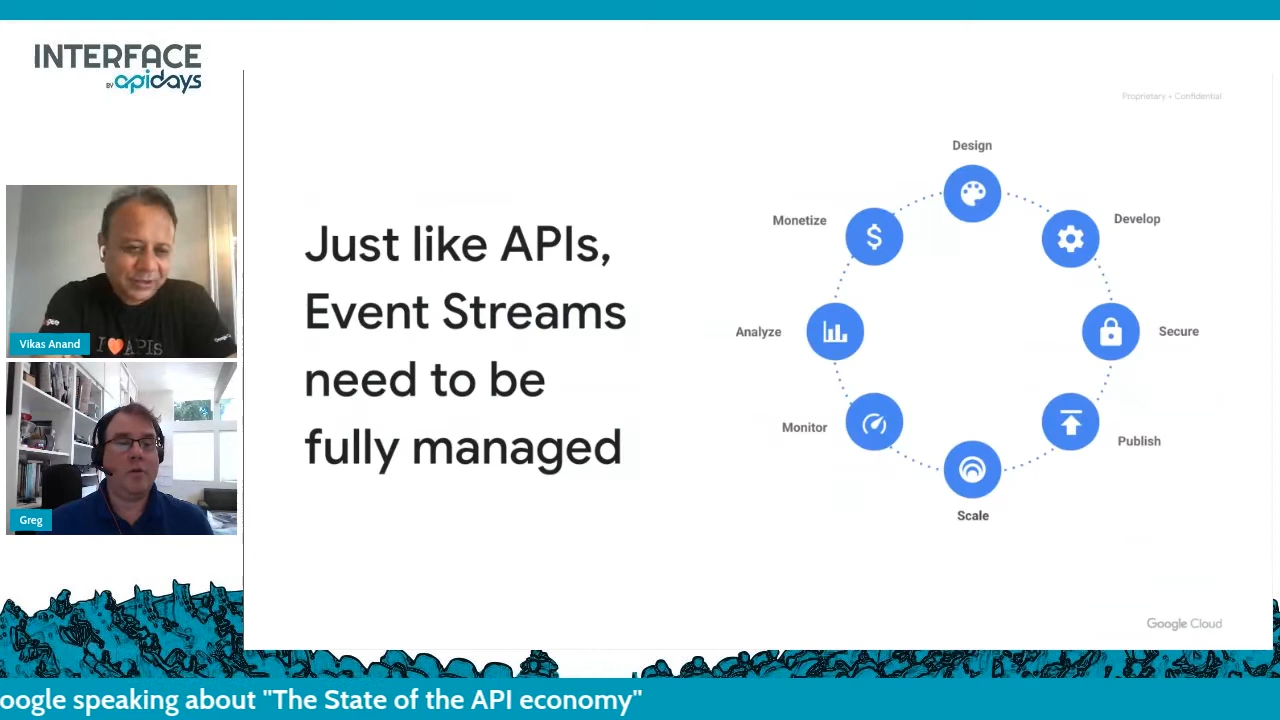 INTERFACE
BY apidays
Proprietary + Confidential
Vikas Anand
I ❤ APIs
Greg
Just like APIs,
Event Streams
need to be
fully managed
Design
Develop
Secure
Publish
Scale
Monitor
Analyze
Monetize
$
Google Cloud
oogle speaking about "The State of the API economy"